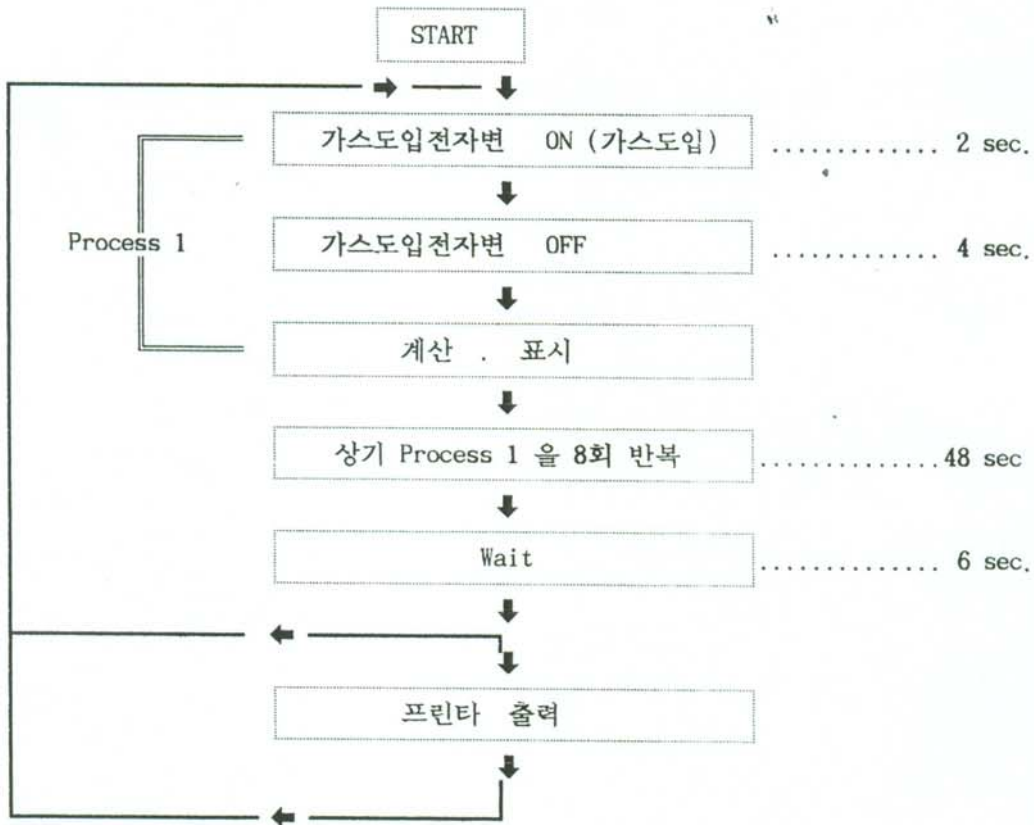 START
가스도입전자변 ON (가스도입) ............. 2 sec.
Process 1
가스도입전자변 OFF ............. 4 sec.
계산 . 표시
상기 Process 1 을 8회 반복 ............. 48 sec
Wait ............. 6 sec.
프린타 출력